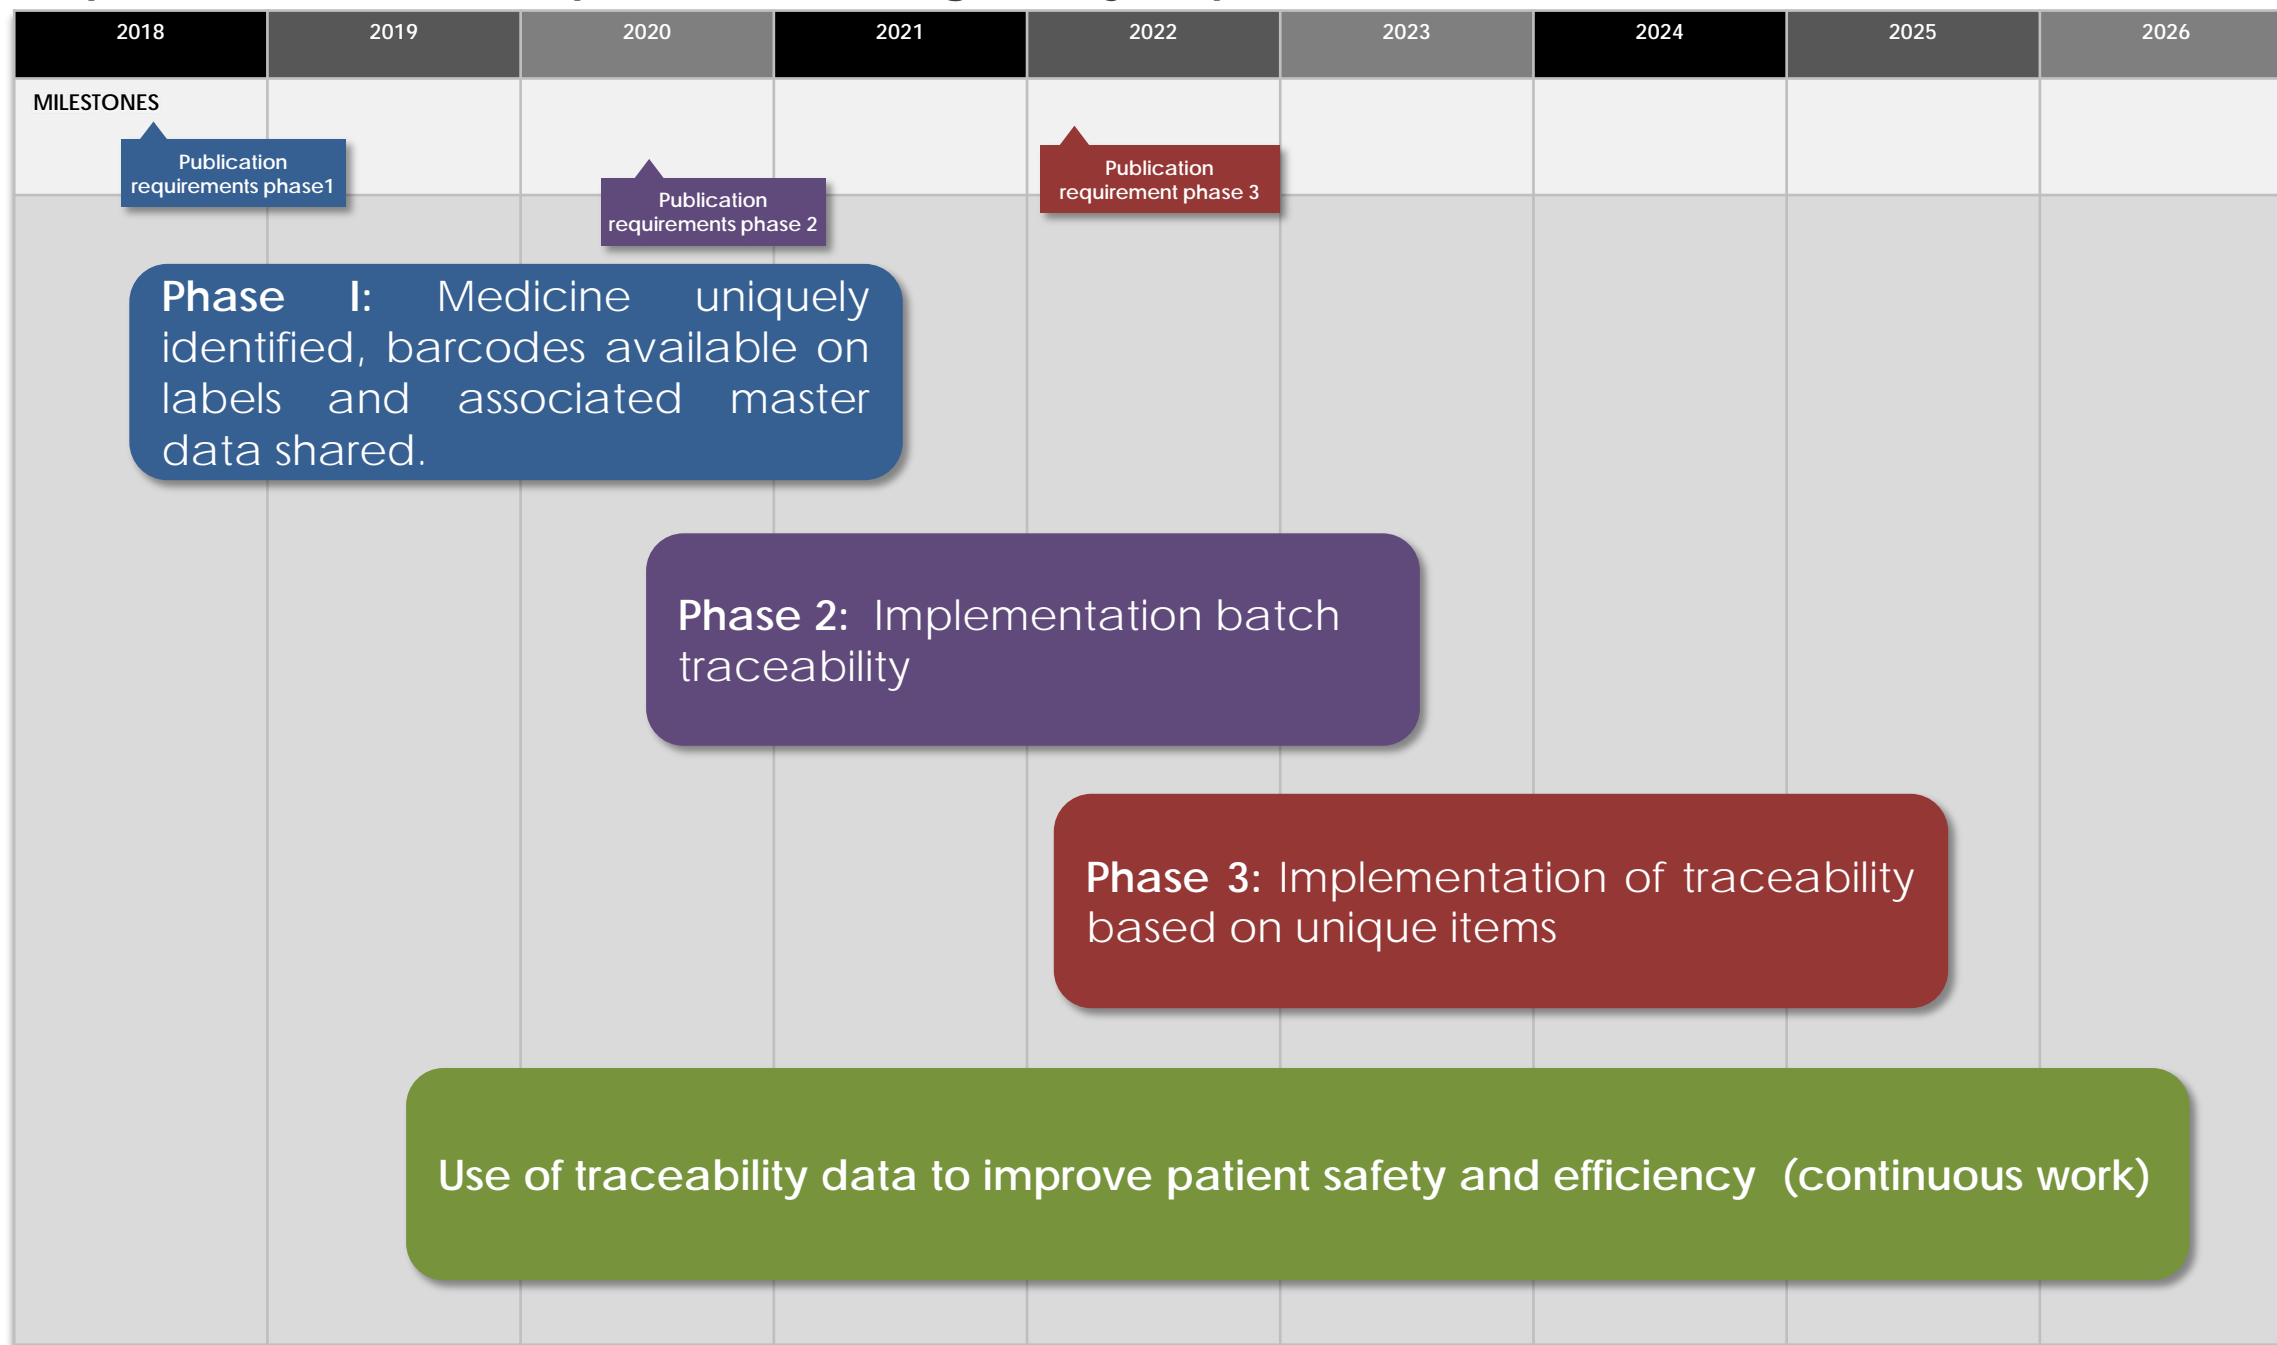 2018 2019 2020 2021 2022 2023 2024 2025 2026
MILESTONES
Publication
requirements phase1
Publication
requirements phase 2
Publication
requirement phase 3
Phase I: Medicine uniquely
identified, barcodes available on
labels and associated master
data shared.
Phase 2: Implementation batch
traceability
Phase 3: Implementation of traceability
based on unique items
Use of traceability data to improve patient safety and efficiency (continuous work)